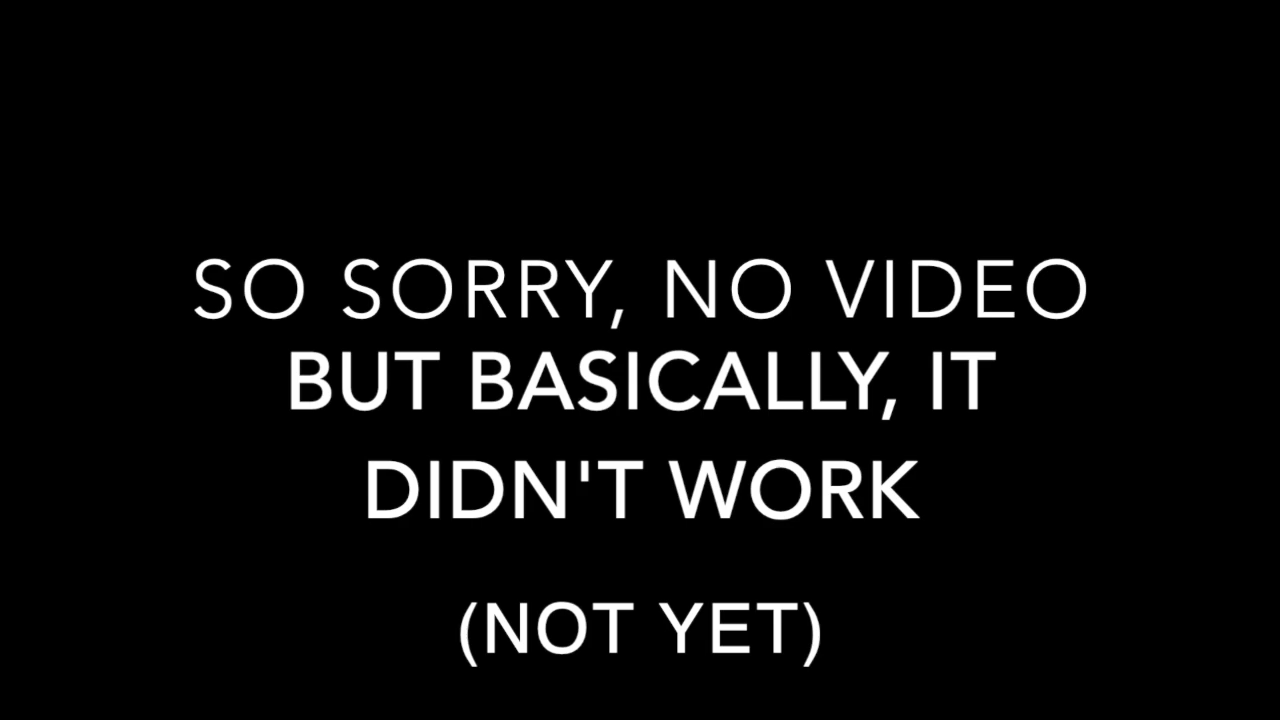 SO SORRY, NO VIDEO
BUT BASICALLY, IT
DIDN'T WORK
(NOT YET)